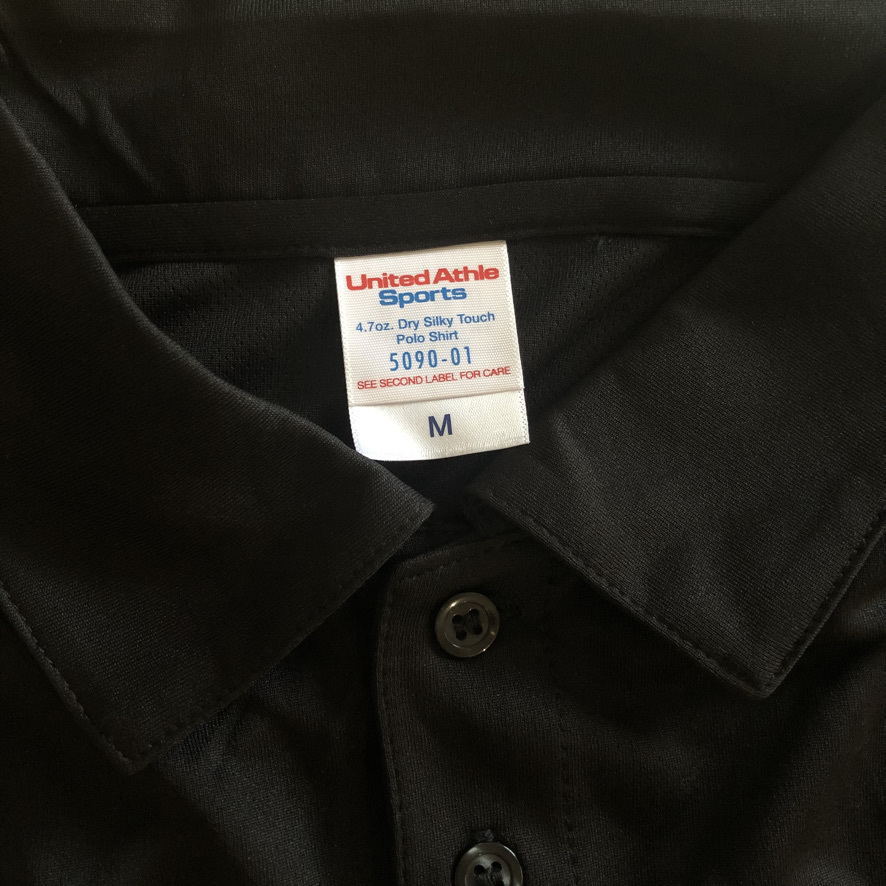 United Athle
Sports
4.7oz. Dry Silky Touch
Polo Shirt
5090-01
SEE SECOND LABEL FOR CARE
M